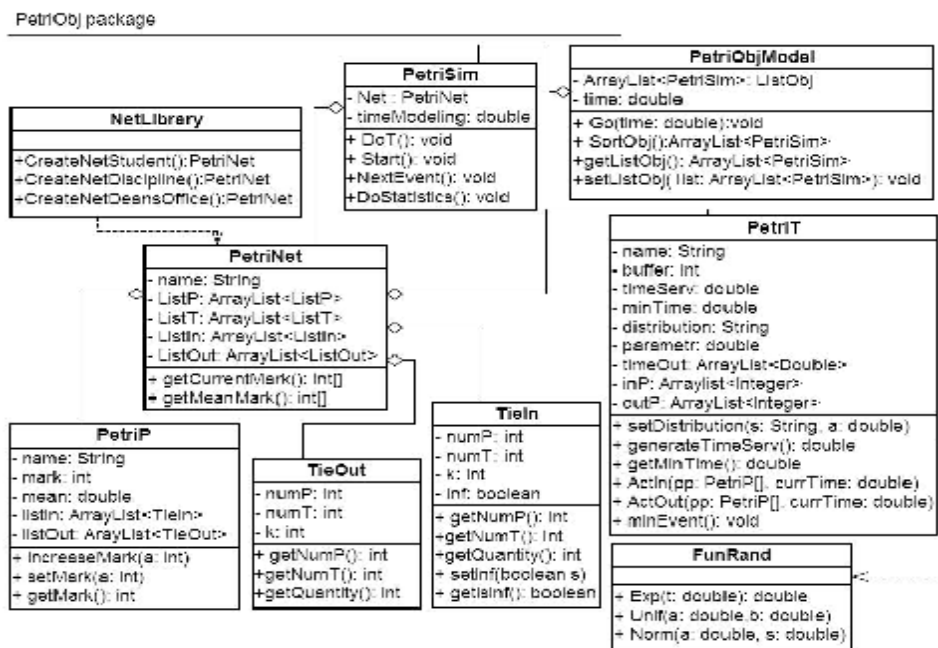 PetriObj package
PetriSim
- Net : PetriNet
- timeModeling: double
+ DoT(): void
+ Start(): void
+NextEvent(): void
+DoStatistics(): void
PetriObjModel
- ArrayList<PetriSim>: ListObj
- time: double
+ Go(time: double):void
+ SortObj():ArrayList<PetriSim>
+getListObj(): ArrayList<PetriSim>
+setListObj( list: ArrayList<PetriSim>): void
NetLibrary
+CreateNetStudent():PetriNet
+CreateNetDiscipline():PetriNet
+CreateNetDeansOffice():PetriNet
PetriNet
- name: String
- ListP: ArrayList<ListP>
- ListT: ArrayList<ListT>
- ListIn: ArrayList<ListIn>
- ListOut: ArrayList<ListOut>
+ getCurrentMark(): int[]
+ getMeanMark(): int[]
PetriT
- name: String
- buffer: int
- timeServ: double
- minTime: double
- distribution: String
- parametr: double
- timeOut: ArrayList<Double>
- inP: Arraylist<Integer>
- outP: ArrayList<Integer>
+ setDistribution(s: String, a: double)
+ generateTimeServ(): double
+ getMinTime(): double
+ ActIn(pp: PetriP[], currTime: double)
+ ActOut(pp: PetriP[], currTime: double)
+ minEvent(): void
PetriP
- name: String
- mark: int
- mean: double
- listIn: ArrayList<TieIn>
- listOut: ArayList<TieOut>
+ increeseMark(a: int)
+ setMark(a: int)
+ getMark(): int
TieOut
- numP: int
- numT: int
- k: int
+ getNumP(): int
+getNumT(): int
+getQuantity(): int
TieIn
- numP: int
- numT: int
- k: int
- inf: boolean
+ getNumP(): int
+getNumT(): int
+getQuantity(): int
+ setInf(boolean s)
+ getIsInf(): boolean
FunRand
+ Exp(t: double): double
+ Unif(a: double,b: double)
+ Norm(a: double, s: double)